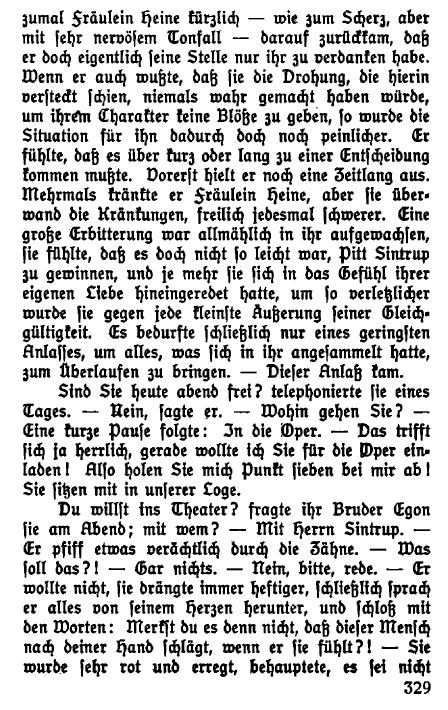 zumal Fräulein Heine kürzlich — wie zum Scherz, aber
mit sehr nervösem Tonfall — darauf zurückkam, daß
er doch eigentlich seine Stelle nur ihr zu verdanken habe.
Wenn er auch wußte, daß sie die Drohung, die hierin
versteckt schien, niemals wahr gemacht haben würde,
um ihrem Charakter keine Blöße zu geben, so wurde die
Situation für ihn dadurch doch noch peinlicher. Er
fühlte, daß es über kurz oder lang zu einer Entscheidung
kommen mußte. Vorerst hielt er noch eine Zeitlang aus.
Mehrmals kränkte er Fräulein Heine, aber sie über-
wand die Kränkungen, freilich jedesmal schwerer. Eine
große Erbitterung war allmählich in ihr aufgewachsen,
sie fühlte, daß es doch nicht so leicht war, Pitt Sintrup
zu gewinnen, und je mehr sie sich in das Gefühl ihrer
eigenen Liebe hineingeredet hatte, um so verletzlicher
wurde sie gegen jede kleinste Äußerung seiner Gleich-
gültigkeit. Es bedurfte schließlich nur eines geringsten
Anlasses, um alles, was sich in ihr angesammelt hatte,
zum Überlaufen zu bringen. — Dieser Anlaß kam.
Sind Sie heute abend frei? telephonierte sie eines
Tages. — Nein, sagte er. — Wohin gehen Sie? —
Eine kurze Pause folgte: In die Oper. — Das trifft
sich ja herrlich, gerade wollte ich Sie für die Oper ein-
laden! Also holen Sie mich Punkt sieben bei mir ab!
Sie sitzen mit in unserer Loge.
Du willst ins Theater? fragte ihr Bruder Egon
sie am Abend; mit wem? — Mit Herrn Sintrup. —
Er pfiff etwas verächtlich durch die Zähne. — Was
soll das?! — Gar nichts. — Nein, bitte, rede. — Er
wollte nicht, sie drängte immer heftiger, schließlich sprach
er alles von seinem Herzen herunter, und schloß mit
den Worten: Merkst du es denn nicht, daß dieser Mensch
nach deiner Hand schlägt, wenn er sie fühlt?! — Sie
wurde sehr rot und erregt, behauptete, es sei nicht
329